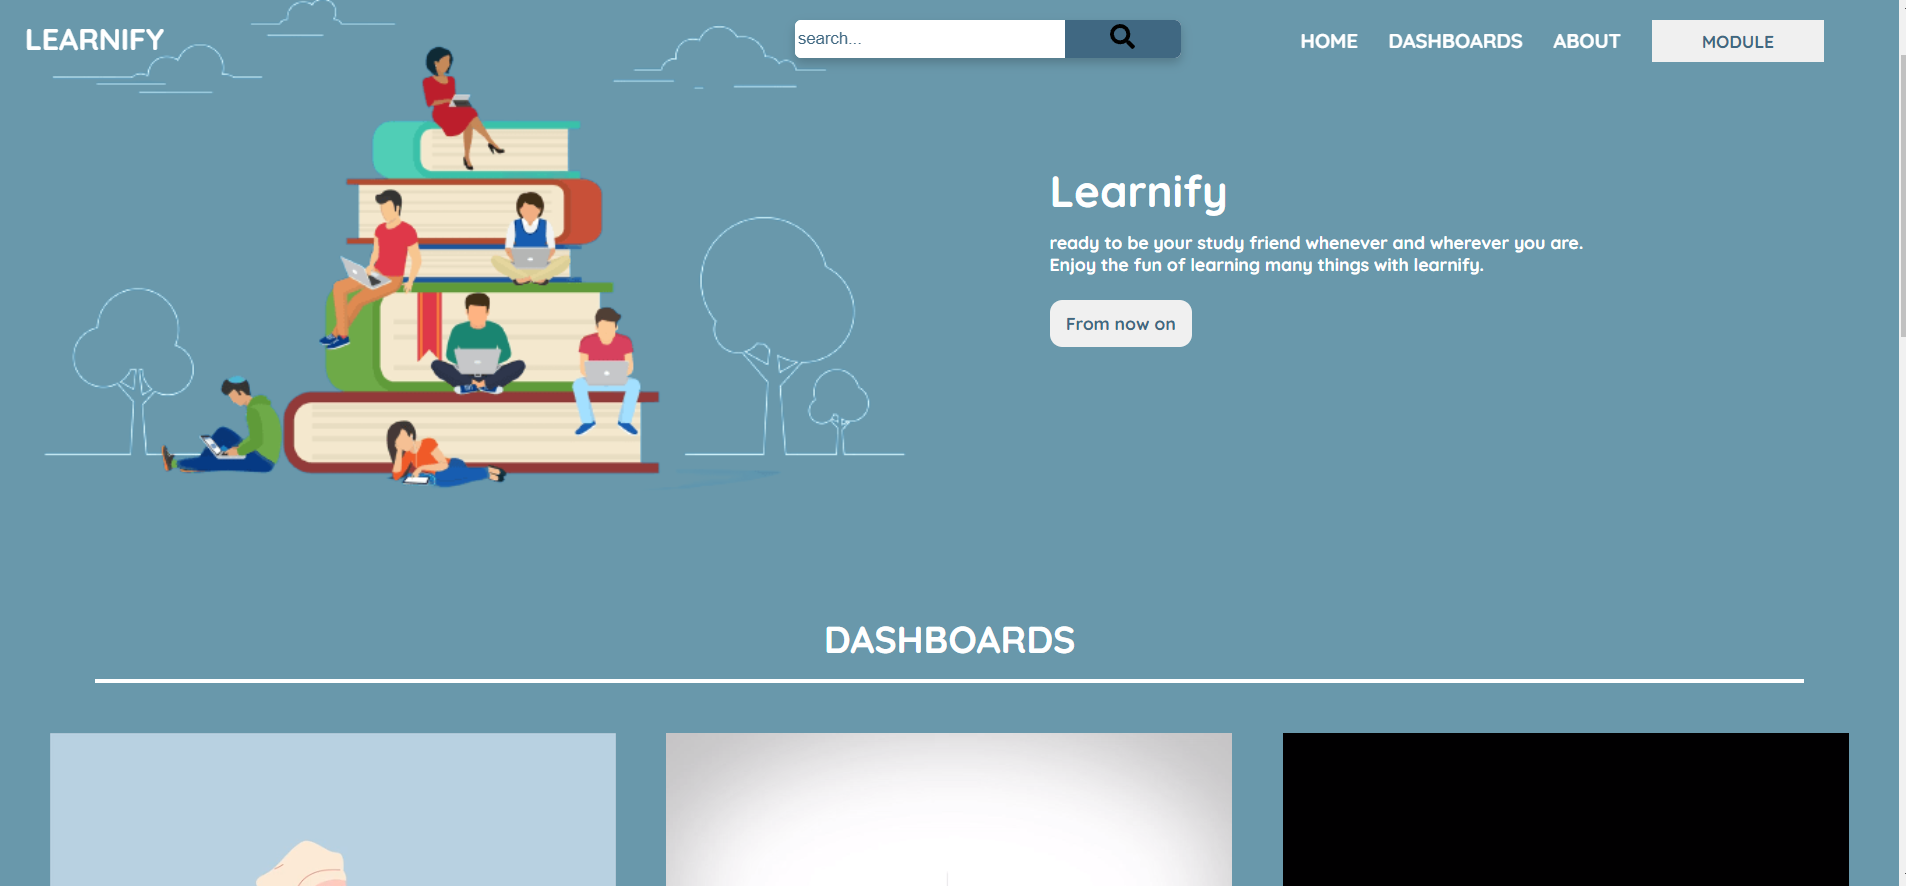 LEARNIFY
search...
HOME
DASHBOARDS
ABOUT
MODULE
Learnify
ready to be your study friend whenever and wherever you are.
Enjoy the fun of learning many things with learnify.
From now on
DASHBOARDS